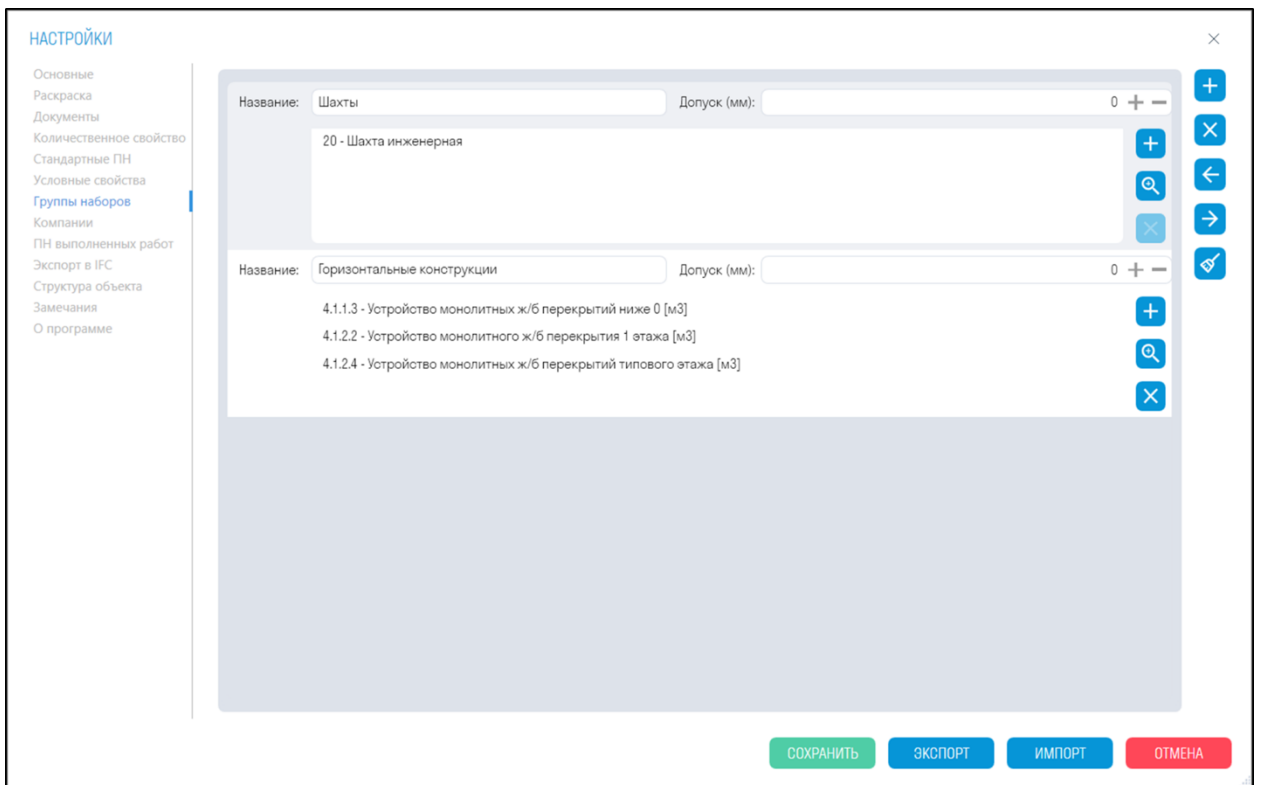 НАСТРОЙКИ
Основные
Раскраска
Документы
Количественное свойство
Стандартные ПН
Условные свойства
Группы наборов
Компании
ПН выполненных работ
Экспорт в IFC
Структура объекта
Замечания
О программе
Название: Шахты Допуск (мм): 0
20 - Шахта инженерная
Название: Горизонтальные конструкции Допуск (мм): 0
4.1.1.3 - Устройство монолитных ж/б перекрытий ниже 0 [м3]
4.1.2.2 - Устройство монолитного ж/б перекрытия 1 этажа [м3]
4.1.2.4 - Устройство монолитных ж/б перекрытий типового этажа [м3]
СОХРАНИТЬ ЭКСПОРТ ИМПОРТ ОТМЕНА